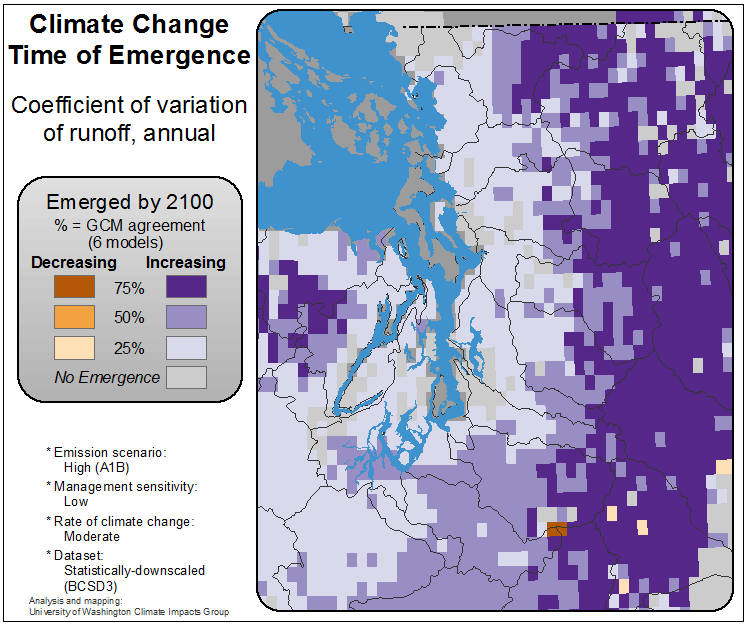 Climate Change
Time of Emergence
Coefficient of variation
of runoff, annual
Emerged by 2100
% = GCM agreement
(6 models)
Decreasing Increasing
75%
50%
25%
No Emergence
* Emission scenario:
High (A1B)
* Management sensitivity:
Low
* Rate of climate change:
Moderate
* Dataset:
Statistically-downscaled
(BCSD3)
Analysis and mapping:
University of Washington Climate Impacts Group